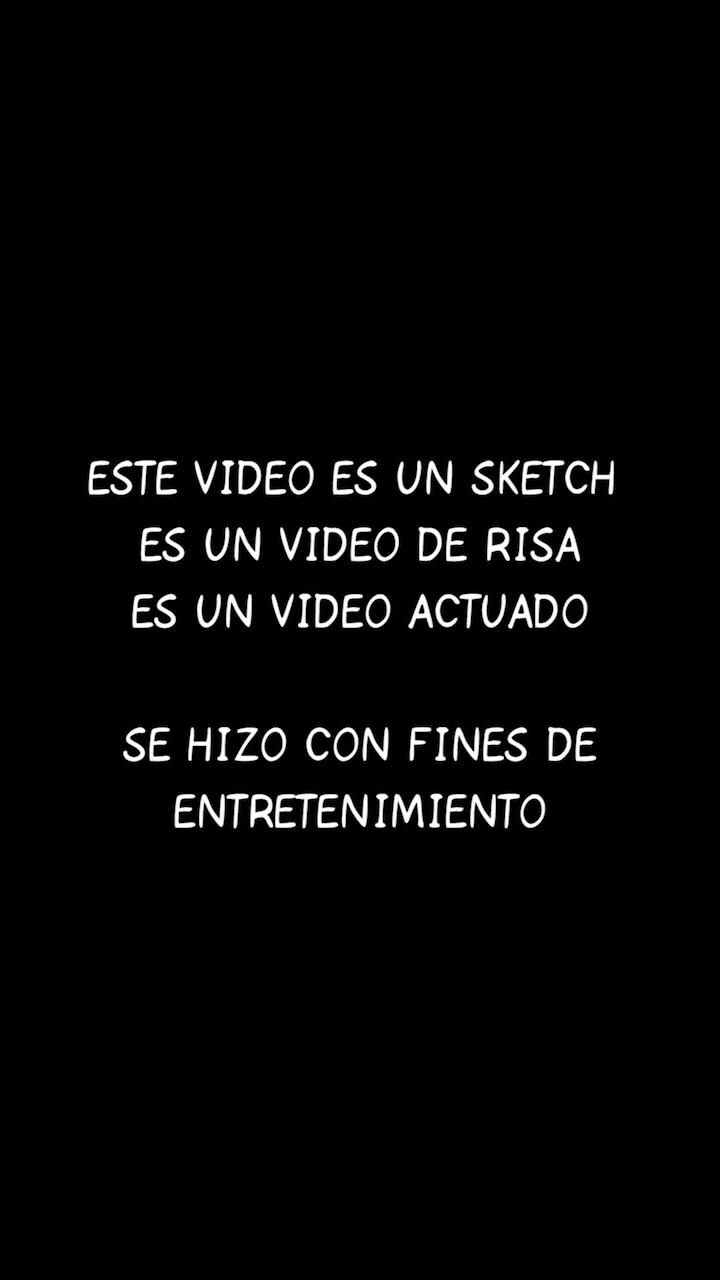 ESTE VIDEO ES UN SKETCH
ES UN VIDEO DE RISA
ES UN VIDEO ACTUADO
SE HIZO CON FINES DE
ENTRETENIMIENTO